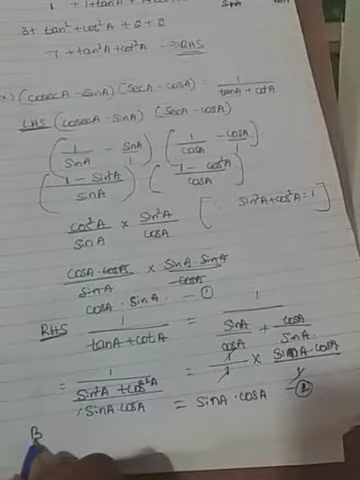 1 + 1 + tanA
sinA
3 + tan²A + cot²A + 2 + 2
7 + tan²A + cot²A → RHS
(cosecA - sinA) (SecA - cosA) = 1 / tanA + cotA
LHS (cosecA - SinA) (SecA - cosA)
(1/SinA - SinA) (1/cosA - cosA)
(1 - Sin²A / sinA) (1 - cos²A / cosA)
cos²A/sinA × Sin²A/cosA [ sin²A + cos²A = 1 ]
cosA · cosA / SinA × SinA · SinA / cosA
cosA · SinA — ①
RHS 1 / tanA + cotA = 1 / SinA/cosA + cosA/SinA
= 1 / Sin²A + cos²A / SinA · cosA = 1/1 × SinA · cosA / 1
= SinA · cosA — ②
B